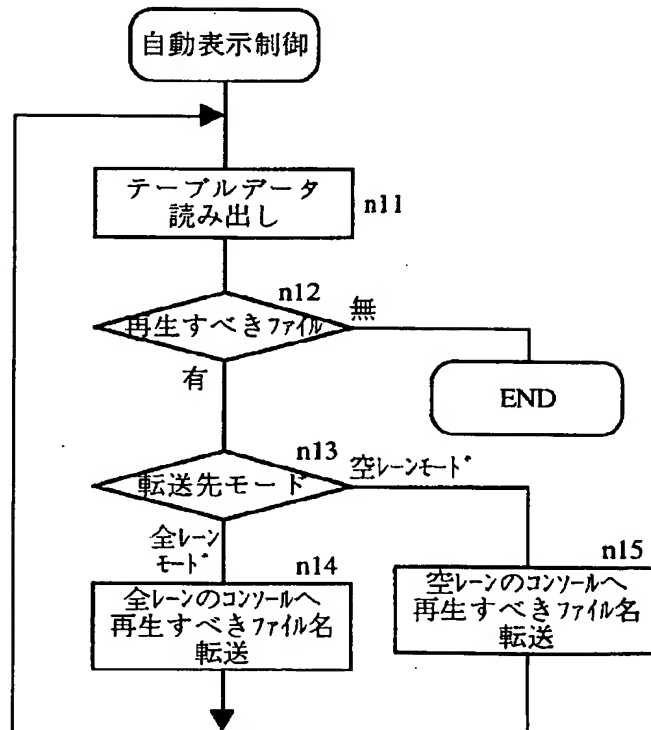 自動表示制御
テーブルデータ
読み出し
n11
n12
再生すべきファイル
無
有
END
n13
転送先モード
空レーンモード
全レーン
モード
n14
全レーンのコンソールへ
再生すべきファイル名
転送
n15
空レーンのコンソールへ
再生すべきファイル名
転送